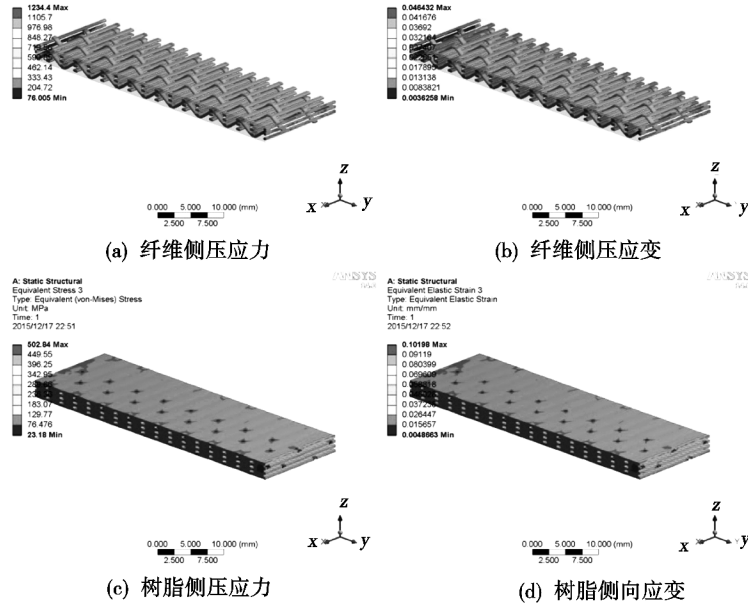 1234.4 Max
1105.7
976.98
848.27
462.14
333.43
204.72
76.005 Min
z
x
y
0.000 5.000 10.000 (mm)
2.500 7.500
(a) 纤维侧压应力
0.046432 Max
0.041676
0.03692
0.013138
0.0083821
0.0036258 Min
z
x
y
0.000 5.000 10.000 (mm)
2.500 7.500
(b) 纤维侧压应变
A: Static Structural
Equivalent Stress 3
Type: Equivalent (von-Mises) Stress
Unit: MPa
Time: 1
2015/12/17 22:51
502.84 Max
449.55
396.25
342.95
183.07
129.77
76.476
23.18 Min
z
x
y
0.000 5.000 10.000 (mm)
2.500 7.500
(c) 树脂侧压应力
A: Static Structural
Equivalent Elastic Strain 3
Type: Equivalent Elastic Strain
Unit: mm/mm
Time: 1
2015/12/17 22:52
0.10198 Max
0.09119
0.080399
0.026447
0.015657
0.0048663 Min
z
x
y
0.000 5.000 10.000 (mm)
2.500 7.500
(d) 树脂侧向应变